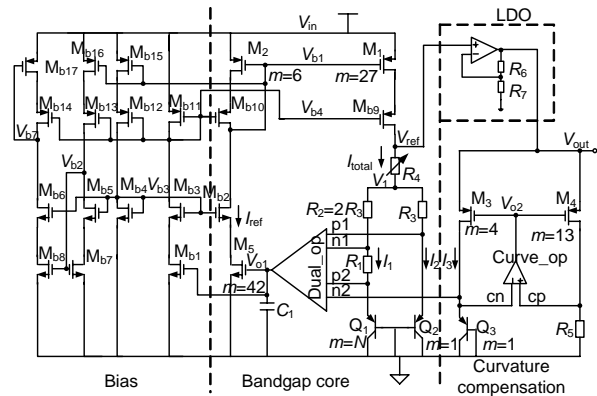 LDO
V_in
M_b16
M_b15
M_2
V_b1
M_1
M_b17
m=6
m=27
R_6
M_b14
M_b13
M_b12
M_b11
M_b10
V_b4
M_b9
R_7
V_b7
V_ref
V_b2
I_total
V_1
R_4
V_out
M_b6
M_b5
M_b4
V_b3
M_b3
M_b2
I_ref
R_2=2R_3
R_3
M_3
V_o2
M_4
m=4
m=13
p1
n1
Curve_op
M_b8
M_b7
M_b1
M_5
V_o1
Dual_op
R_1
I_1
I_2
I_3
p2
n2
cn
cp
m=42
C_1
Q_1
Q_2
Q_3
R_5
m=N
m=1
m=1
Bias
Bandgap core
Curvature
compensation